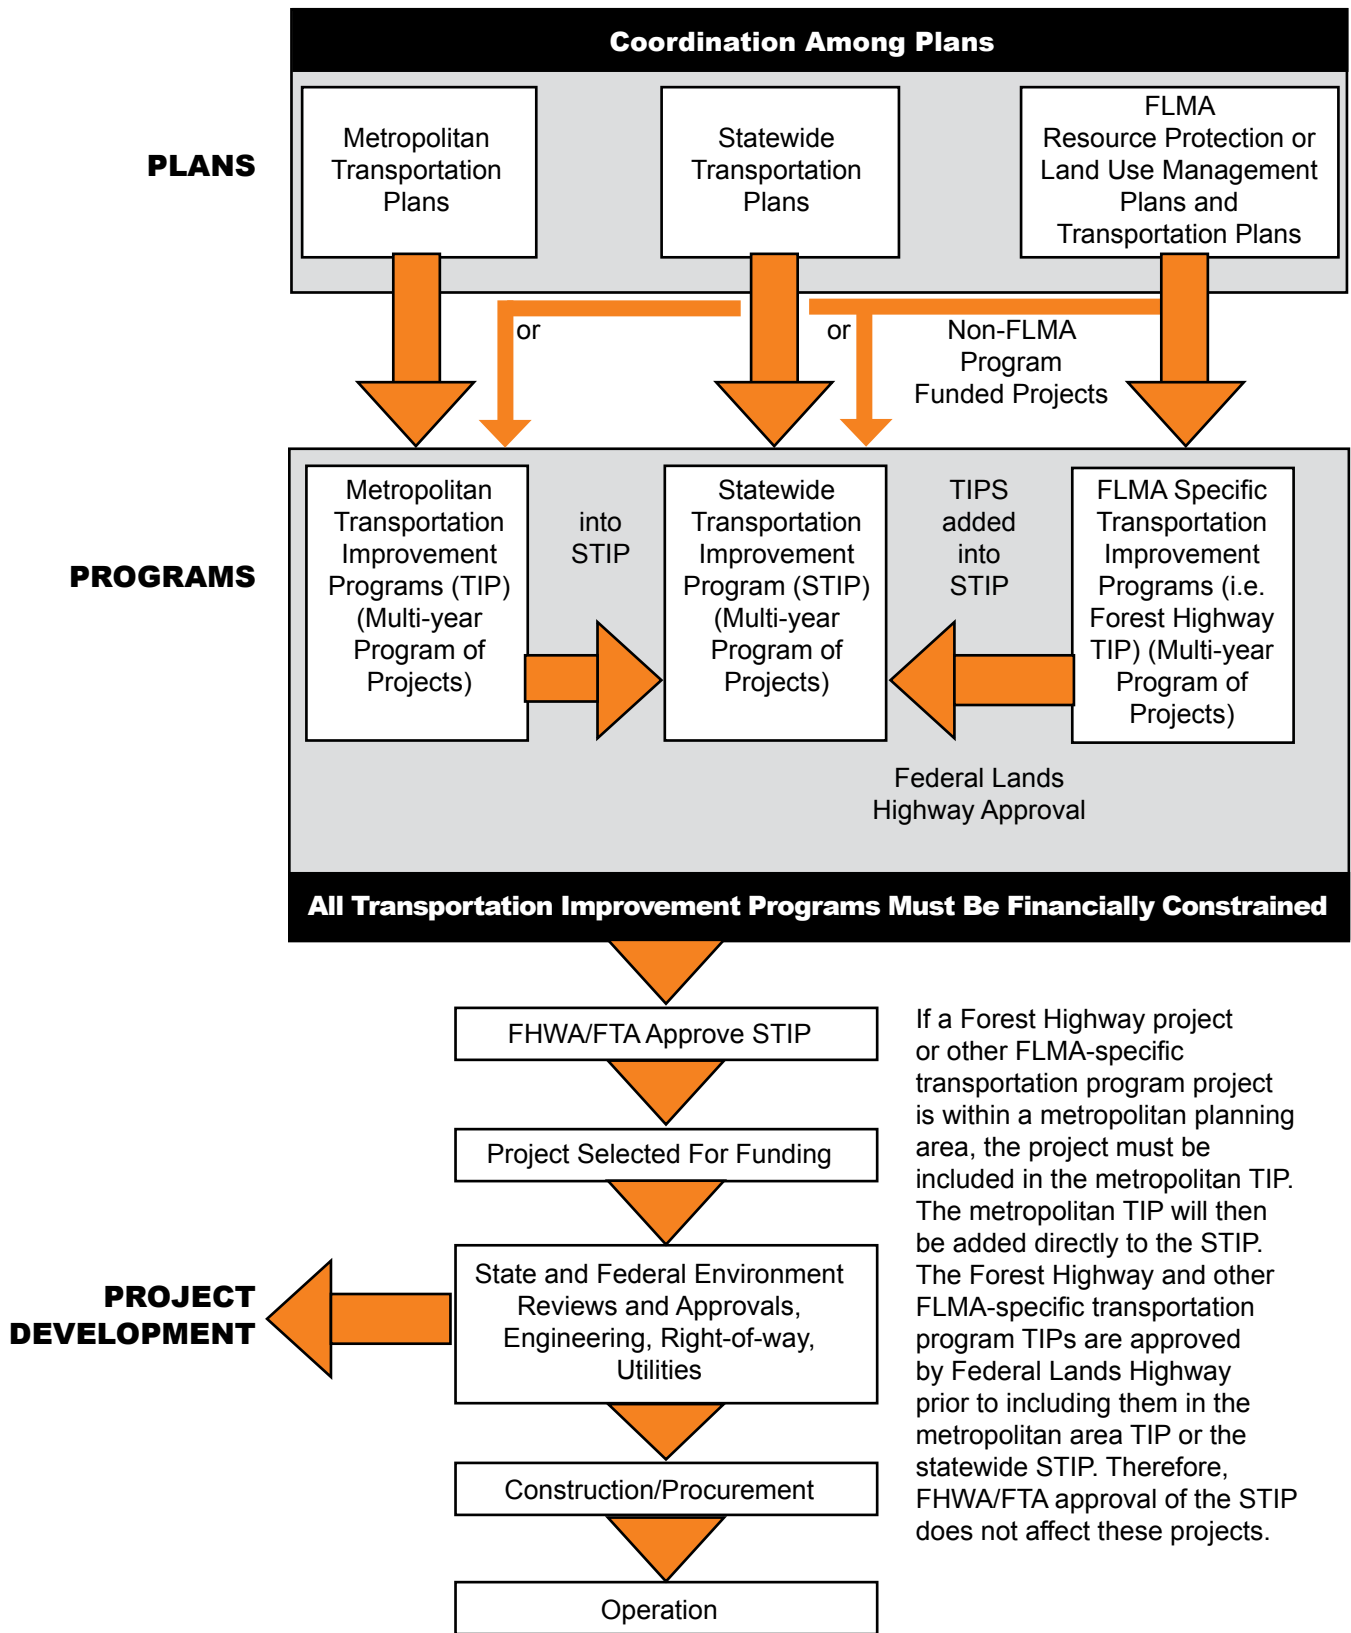 Coordination Among Plans
PLANS
Metropolitan
Transportation
Plans
Statewide
Transportation
Plans
FLMA
Resource Protection or
Land Use Management
Plans and
Transportation Plans
or
or
Non-FLMA
Program
Funded Projects
PROGRAMS
Metropolitan
Transportation
Improvement
Programs (TIP)
(Multi-year
Program of
Projects)
into
STIP
Statewide
Transportation
Improvement
Program (STIP)
(Multi-year
Program of
Projects)
TIPS
added
into
STIP
FLMA Specific
Transportation
Improvement
Programs (i.e.
Forest Highway
TIP) (Multi-year
Program of
Projects)
Federal Lands
Highway Approval
All Transportation Improvement Programs Must Be Financially Constrained
FHWA/FTA Approve STIP
Project Selected For Funding
PROJECT
DEVELOPMENT
State and Federal Environment
Reviews and Approvals,
Engineering, Right-of-way,
Utilities
Construction/Procurement
Operation
If a Forest Highway project
or other FLMA-specific
transportation program project
is within a metropolitan planning
area, the project must be
included in the metropolitan TIP.
The metropolitan TIP will then
be added directly to the STIP.
The Forest Highway and other
FLMA-specific transportation
program TIPs are approved
by Federal Lands Highway
prior to including them in the
metropolitan area TIP or the
statewide STIP. Therefore,
FHWA/FTA approval of the STIP
does not affect these projects.